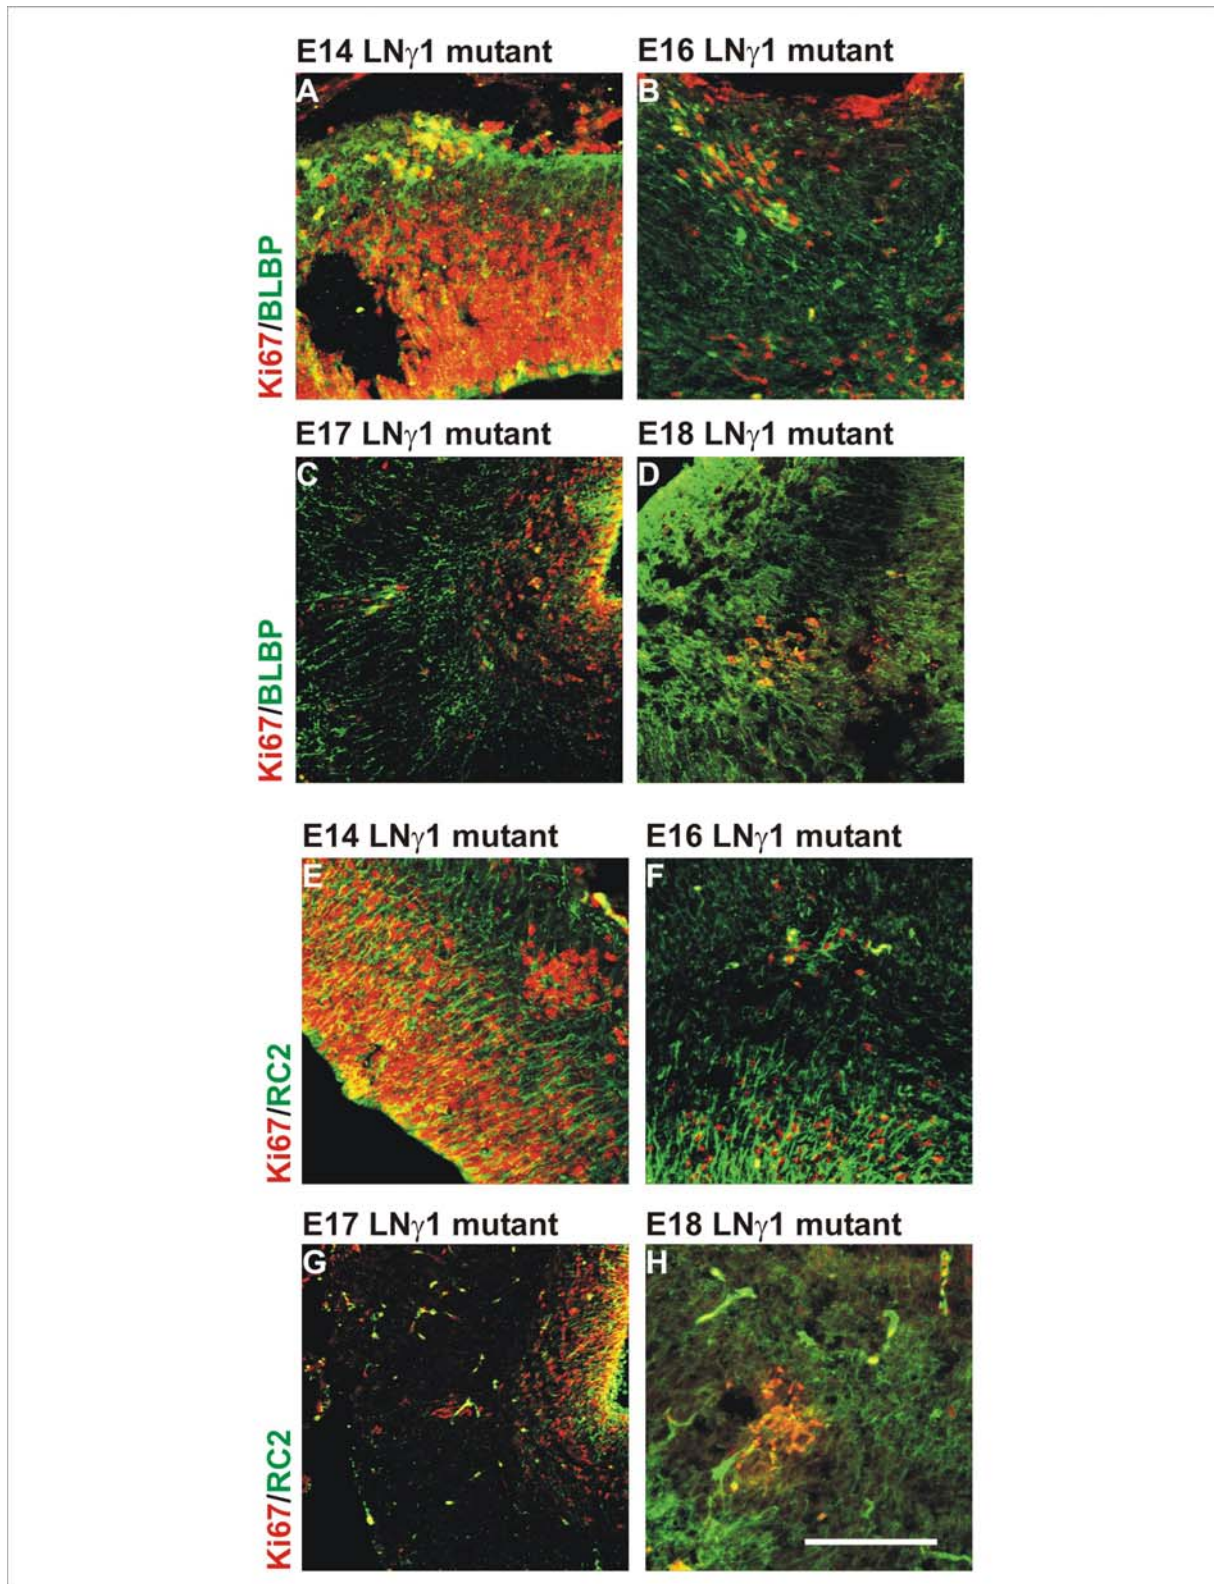 E14 LNγ1 mutant E16 LNγ1 mutant
A B
Ki67/BLBP
E17 LNγ1 mutant E18 LNγ1 mutant
C D
Ki67/BLBP
E14 LNγ1 mutant E16 LNγ1 mutant
E F
Ki67/RC2
E17 LNγ1 mutant E18 LNγ1 mutant
G H
Ki67/RC2